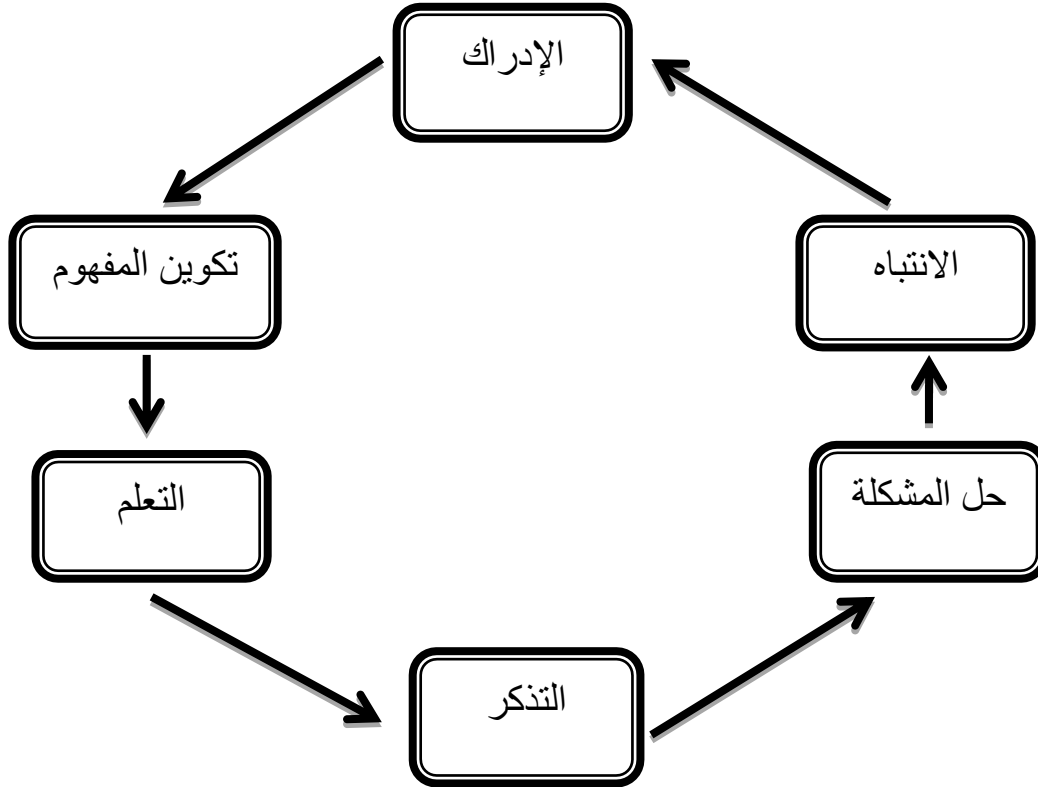 الإدراك
الانتباه
تكوين المفهوم
حل المشكلة
التعلم
التذكر